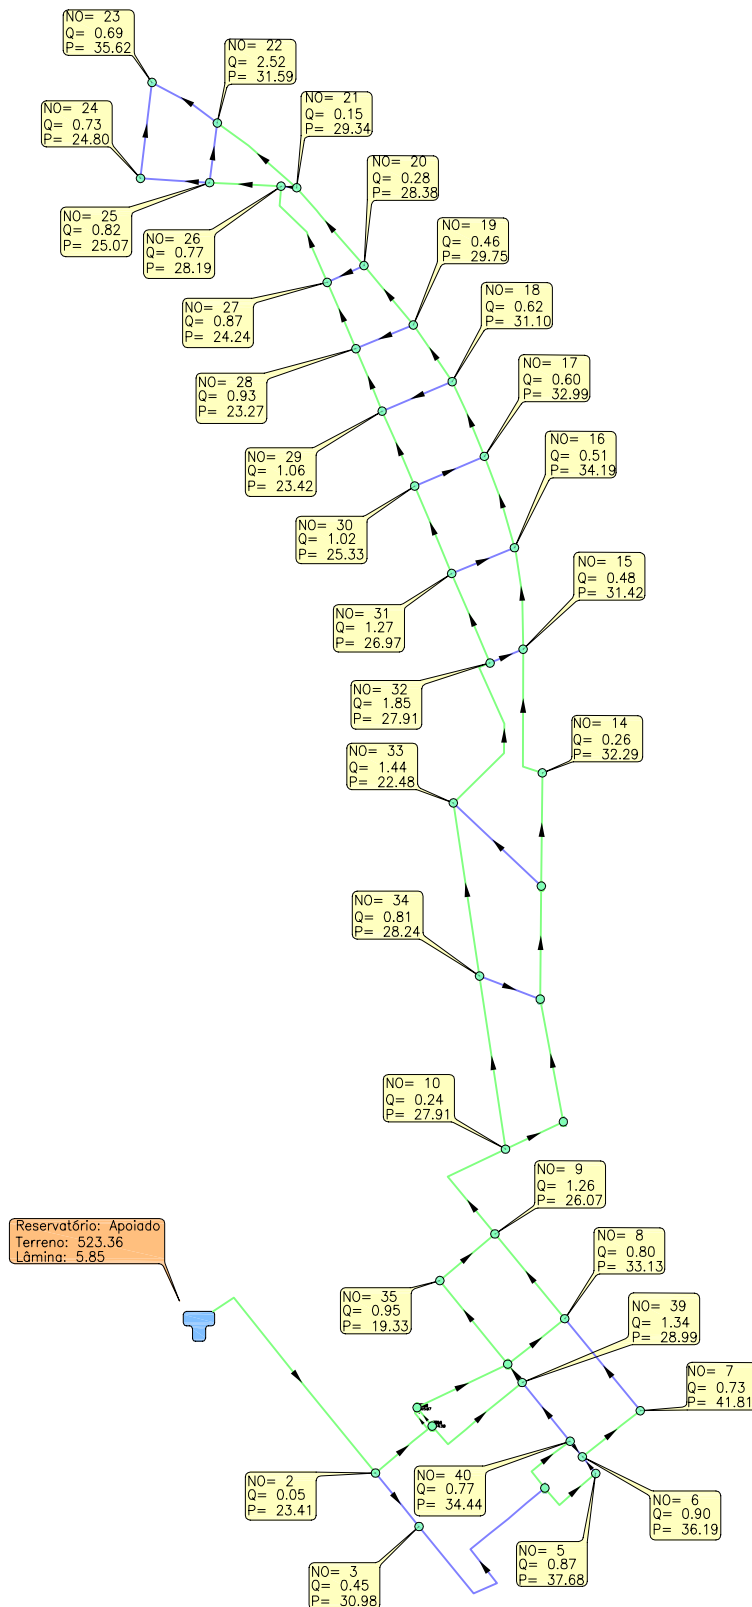 NO= 23
Q= 0.69
P= 35.62
NO= 22
Q= 2.52
P= 31.59
NO= 24
Q= 0.73
P= 24.80
NO= 21
Q= 0.15
P= 29.34
NO= 20
Q= 0.28
P= 28.38
NO= 25
Q= 0.82
P= 25.07
NO= 26
Q= 0.77
P= 28.19
NO= 19
Q= 0.46
P= 29.75
NO= 18
Q= 0.62
P= 31.10
NO= 27
Q= 0.87
P= 24.24
NO= 17
Q= 0.60
P= 32.99
NO= 28
Q= 0.93
P= 23.27
NO= 16
Q= 0.51
P= 34.19
NO= 29
Q= 1.06
P= 23.42
NO= 30
Q= 1.02
P= 25.33
NO= 15
Q= 0.48
P= 31.42
NO= 31
Q= 1.27
P= 26.97
NO= 32
Q= 1.85
P= 27.91
NO= 14
Q= 0.26
P= 32.29
NO= 33
Q= 1.44
P= 22.48
NO= 34
Q= 0.81
P= 28.24
NO= 10
Q= 0.24
P= 27.91
NO= 9
Q= 1.26
P= 26.07
Reservatório: Apoiado
Terreno: 523.36
Lâmina: 5.85
NO= 8
Q= 0.80
P= 33.13
NO= 35
Q= 0.95
P= 19.33
NO= 39
Q= 1.34
P= 28.99
NO= 7
Q= 0.73
P= 41.81
NO= 2
Q= 0.05
P= 23.41
NO= 40
Q= 0.77
P= 34.44
NO= 6
Q= 0.90
P= 36.19
NO= 5
Q= 0.87
P= 37.68
NO= 3
Q= 0.45
P= 30.98